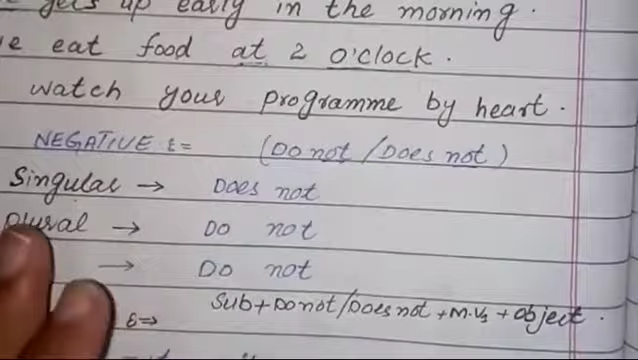 gets up early in the morning.
eat food at 2 O'clock.
watch your programme by heart.
NEGATIVE := (Do not / Does not)
Singular → Does not
Plural → Do not
→ Do not
⇒ Sub + Do not / Does not + M.V₁ + Object.